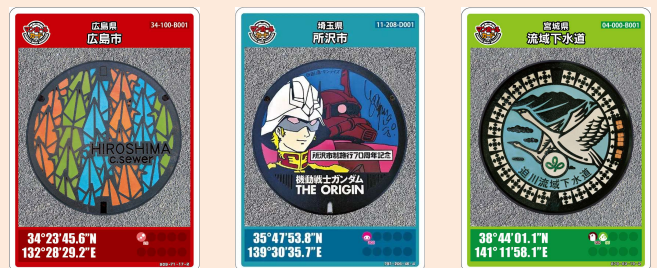 広島県
広島市
34-100-B001
HIROSHIMA
c.sewer
34°23'45.6"N
132°28'29.2"E
埼玉県
所沢市
11-208-D001
所沢市制施行70周年記念
機動戦士ガンダム
THE ORIGIN
35°47'53.8"N
139°30'35.7"E
宮城県
流域下水道
04-000-B001
迫川流域下水道
38°44'01.1"N
141°11'58.1"E